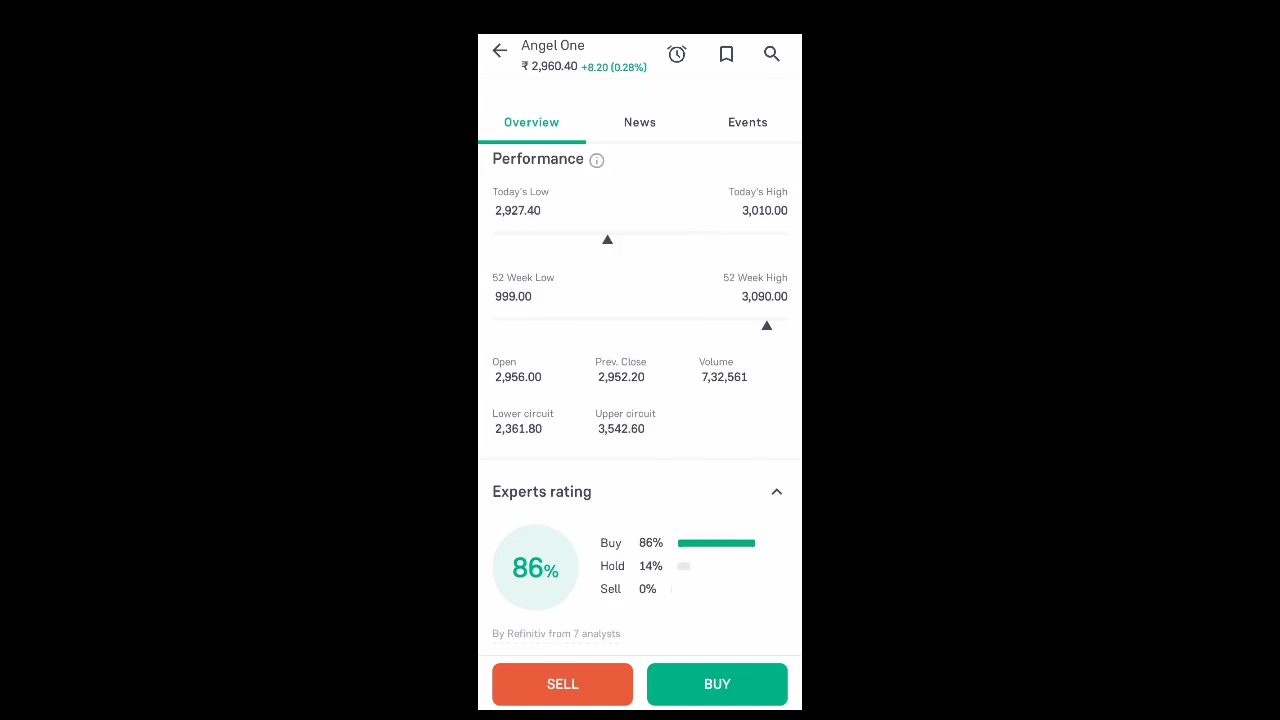 Angel One
₹ 2,960.40 +8.20 (0.28%)
Overview News Events
Performance
Today's Low Today's High
2,927.40 3,010.00
52 Week Low 52 Week High
999.00 3,090.00
Open Prev. Close Volume
2,956.00 2,952.20 7,32,561
Lower circuit Upper circuit
2,361.80 3,542.60
Experts rating
86%
Buy 86%
Hold 14%
Sell 0%
By Refinitiv from 7 analysts
SELL BUY